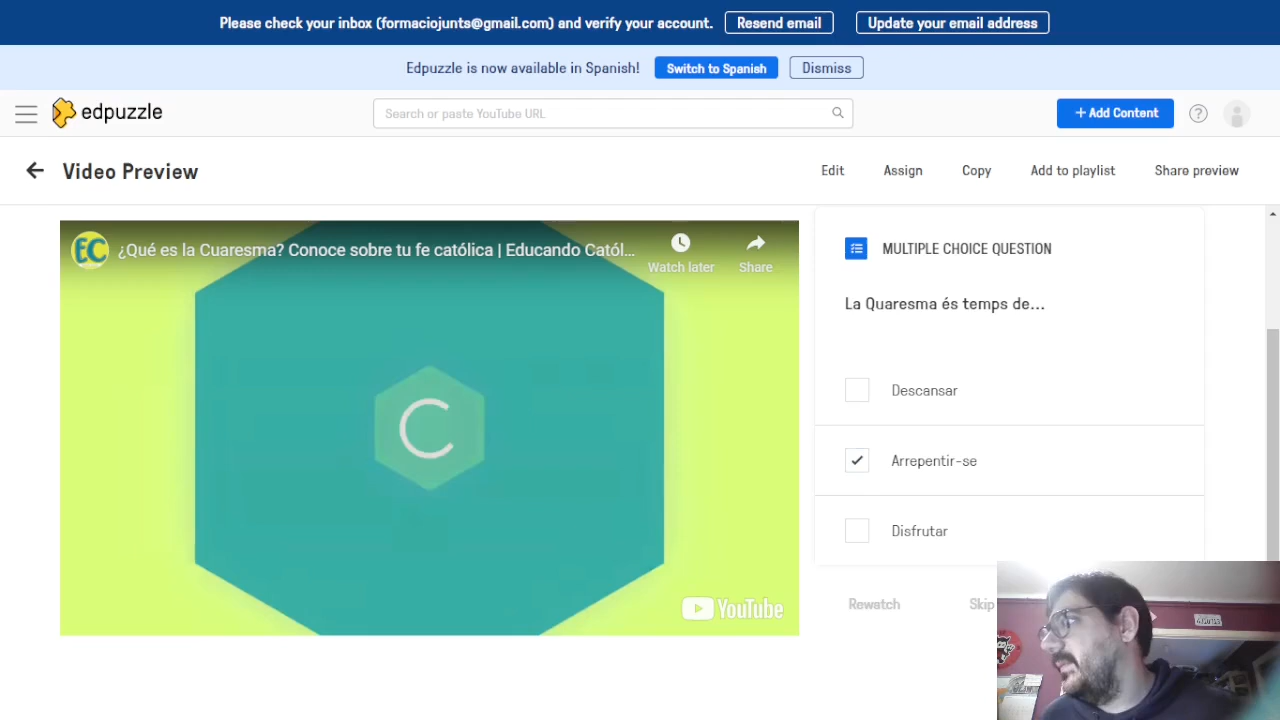 Please check your inbox (formaciojunts@gmail.com) and verify your account. Resend email Update your email address
Edpuzzle is now available in Spanish! Switch to Spanish Dismiss
edpuzzle Search or paste YouTube URL + Add Content ?
Video Preview Edit Assign Copy Add to playlist Share preview
EC ¿Qué es la Cuaresma? Conoce sobre tu fe católica | Educando Catól... Watch later Share
C
YouTube
MULTIPLE CHOICE QUESTION
La Quaresma és temps de...
Descansar
Arrepentir-se
Disfrutar
Rewatch Skip